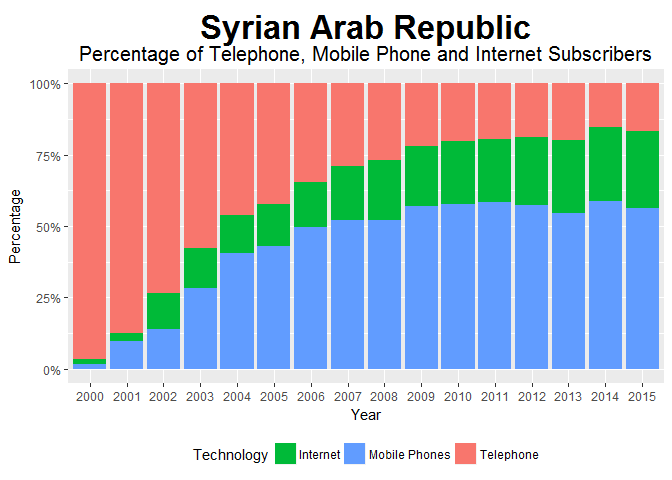 Syrian Arab Republic
Percentage of Telephone, Mobile Phone and Internet Subscribers
100%
75%
50%
25%
0%
Percentage
2000 2001 2002 2003 2004 2005 2006 2007 2008 2009 2010 2011 2012 2013 2014 2015
Year
Technology Internet Mobile Phones Telephone